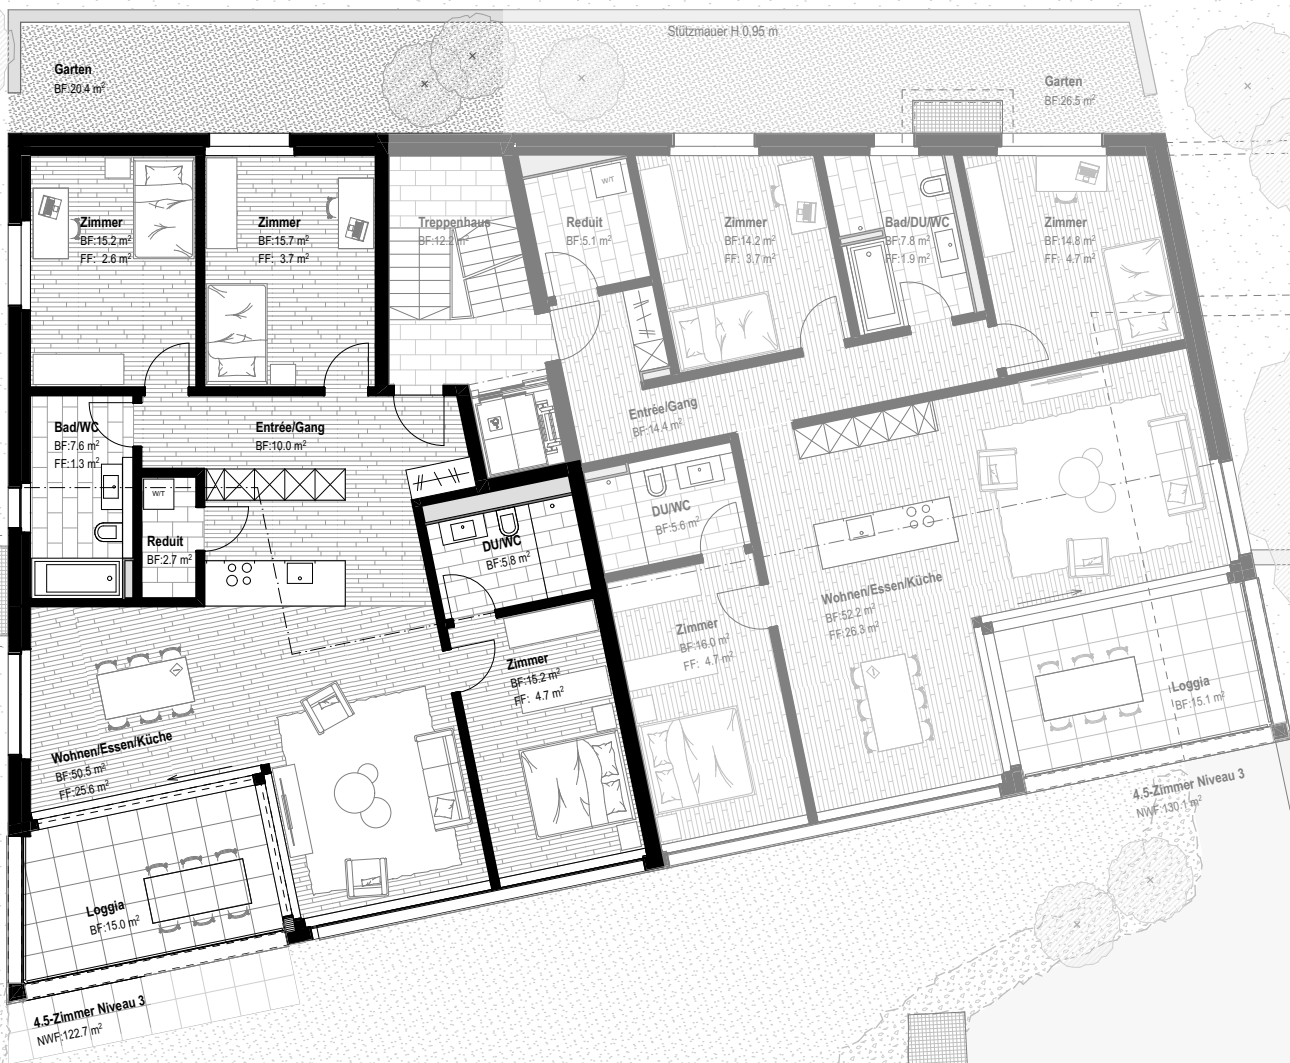 Stützmauer H 0.95 m
Garten
BF:20.4 m²
Garten
BF:26.5 m²
Zimmer
BF:15.2 m²
FF: 2.6 m²
Zimmer
BF:15.7 m²
FF: 3.7 m²
Treppenhaus
BF:12.2 m²
W/T
Reduit
BF:5.1 m²
Zimmer
BF:14.2 m²
FF: 3.7 m²
Bad/DU/WC
BF:7.8 m²
FF:1.9 m²
Zimmer
BF:14.8 m²
FF: 4.7 m²
Bad/WC
BF:7.6 m²
FF:1.3 m²
Entrée/Gang
BF:10.0 m²
Entrée/Gang
BF:14.4 m²
W/T
Reduit
BF:2.7 m²
DU/WC
BF:5.8 m²
DU/WC
BF:5.6 m²
Wohnen/Essen/Küche
BF:52.2 m²
FF:26.3 m²
Zimmer
BF:16.0 m²
FF: 4.7 m²
Zimmer
BF:15.2 m²
FF: 4.7 m²
Loggia
BF:15.1 m²
Wohnen/Essen/Küche
BF:50.5 m²
FF:25.6 m²
4.5-Zimmer Niveau 3
NWF:130.1 m²
Loggia
BF:15.0 m²
4.5-Zimmer Niveau 3
NWF:122.7 m²